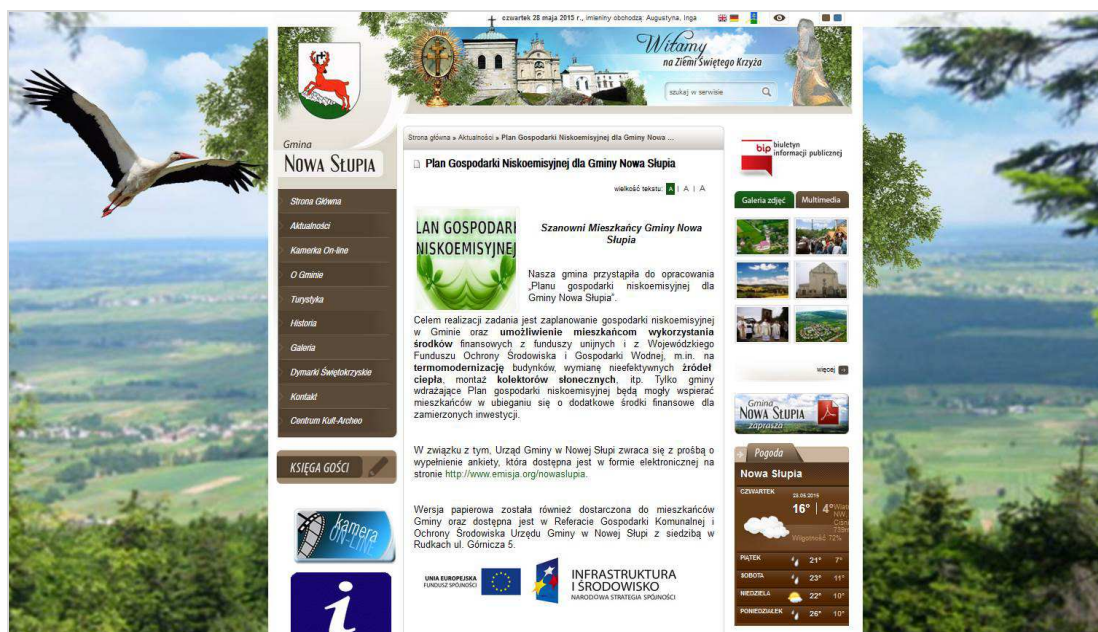 czwartek 28 maja 2015 r., imieniny obchodzą: Augustyna, Inga
Witamy
na Ziemi Świętego Krzyża
szukaj w serwisie
Gmina
NOWA SŁUPIA
Strona Główna
Aktualności
Kamerka On-line
O Gminie
Turystyka
Historia
Galeria
Dymarki Świętokrzyskie
Kontakt
Centrum Kult-Archeo
KSIĘGA GOŚCI
kamera
ON-LINE
i
Strona główna » Aktualności » Plan Gospodarki Niskoemisyjnej dla Gminy Nowa ...
Plan Gospodarki Niskoemisyjnej dla Gminy Nowa Słupia
wielkość tekstu: A | A | A
LAN GOSPODARI
NISKOEMISYJNEJ
Szanowni Mieszkańcy Gminy Nowa
Słupia
Nasza gmina przystąpiła do opracowania
„Planu gospodarki niskoemisyjnej dla
Gminy Nowa Słupia”.
Celem realizacji zadania jest zaplanowanie gospodarki niskoemisyjnej
w Gminie oraz umożliwienie mieszkańcom wykorzystania
środków finansowych z funduszy unijnych i z Wojewódzkiego
Funduszu Ochrony Środowiska i Gospodarki Wodnej, m.in. na
termomodernizację budynków, wymianę nieefektywnych źródeł
ciepła, montaż kolektorów słonecznych, itp. Tylko gminy
wdrażające Plan gospodarki niskoemisyjnej będą mogły wspierać
mieszkańców w ubieganiu się o dodatkowe środki finansowe dla
zamierzonych inwestycji.
W związku z tym, Urząd Gminy w Nowej Słupi zwraca się z prośbą o
wypełnienie ankiety, która dostępna jest w formie elektronicznej na
stronie http://www.emisja.org/nowaslupia.
Wersja papierowa została również dostarczona do mieszkańców
Gminy oraz dostępna jest w Referacie Gospodarki Komunalnej i
Ochrony Środowiska Urzędu Gminy w Nowej Słupi z siedzibą w
Rudkach ul. Górnicza 5.
UNIA EUROPEJSKA
FUNDUSZ SPÓJNOŚCI
INFRASTRUKTURA
I ŚRODOWISKO
NARODOWA STRATEGIA SPÓJNOŚCI
bip biuletyn
informacji publicznej
Galeria zdjęć Multimedia
więcej
Gmina
NOWA SŁUPIA
zaprasza
Pogoda
Nowa Słupia
CZWARTEK 28.05.2015
16° | 4°
NW,
Wilgotność 72%
PIĄTEK 21° 7°
SOBOTA 23° 11°
NIEDZIELA 22° 10°
PONIEDZIAŁEK 26° 10°